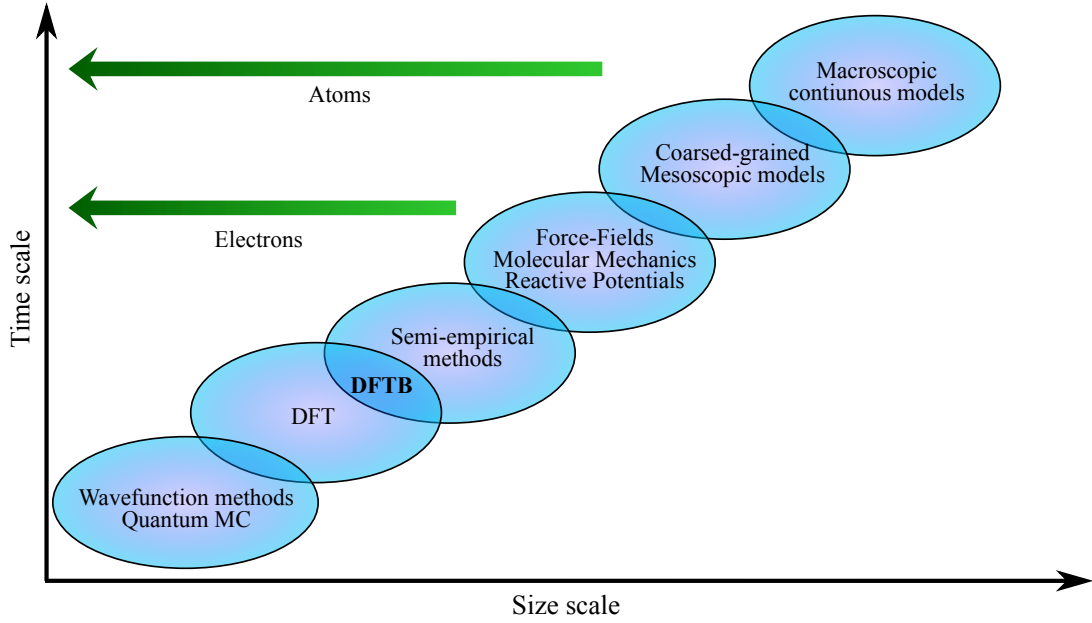 Macroscopic
contiunous models
Atoms
Coarsed-grained
Mesoscopic models
Electrons
Force-Fields
Molecular Mechanics
Reactive Potentials
Time scale
Semi-empirical
methods
DFTB
DFT
Wavefunction methods
Quantum MC
Size scale